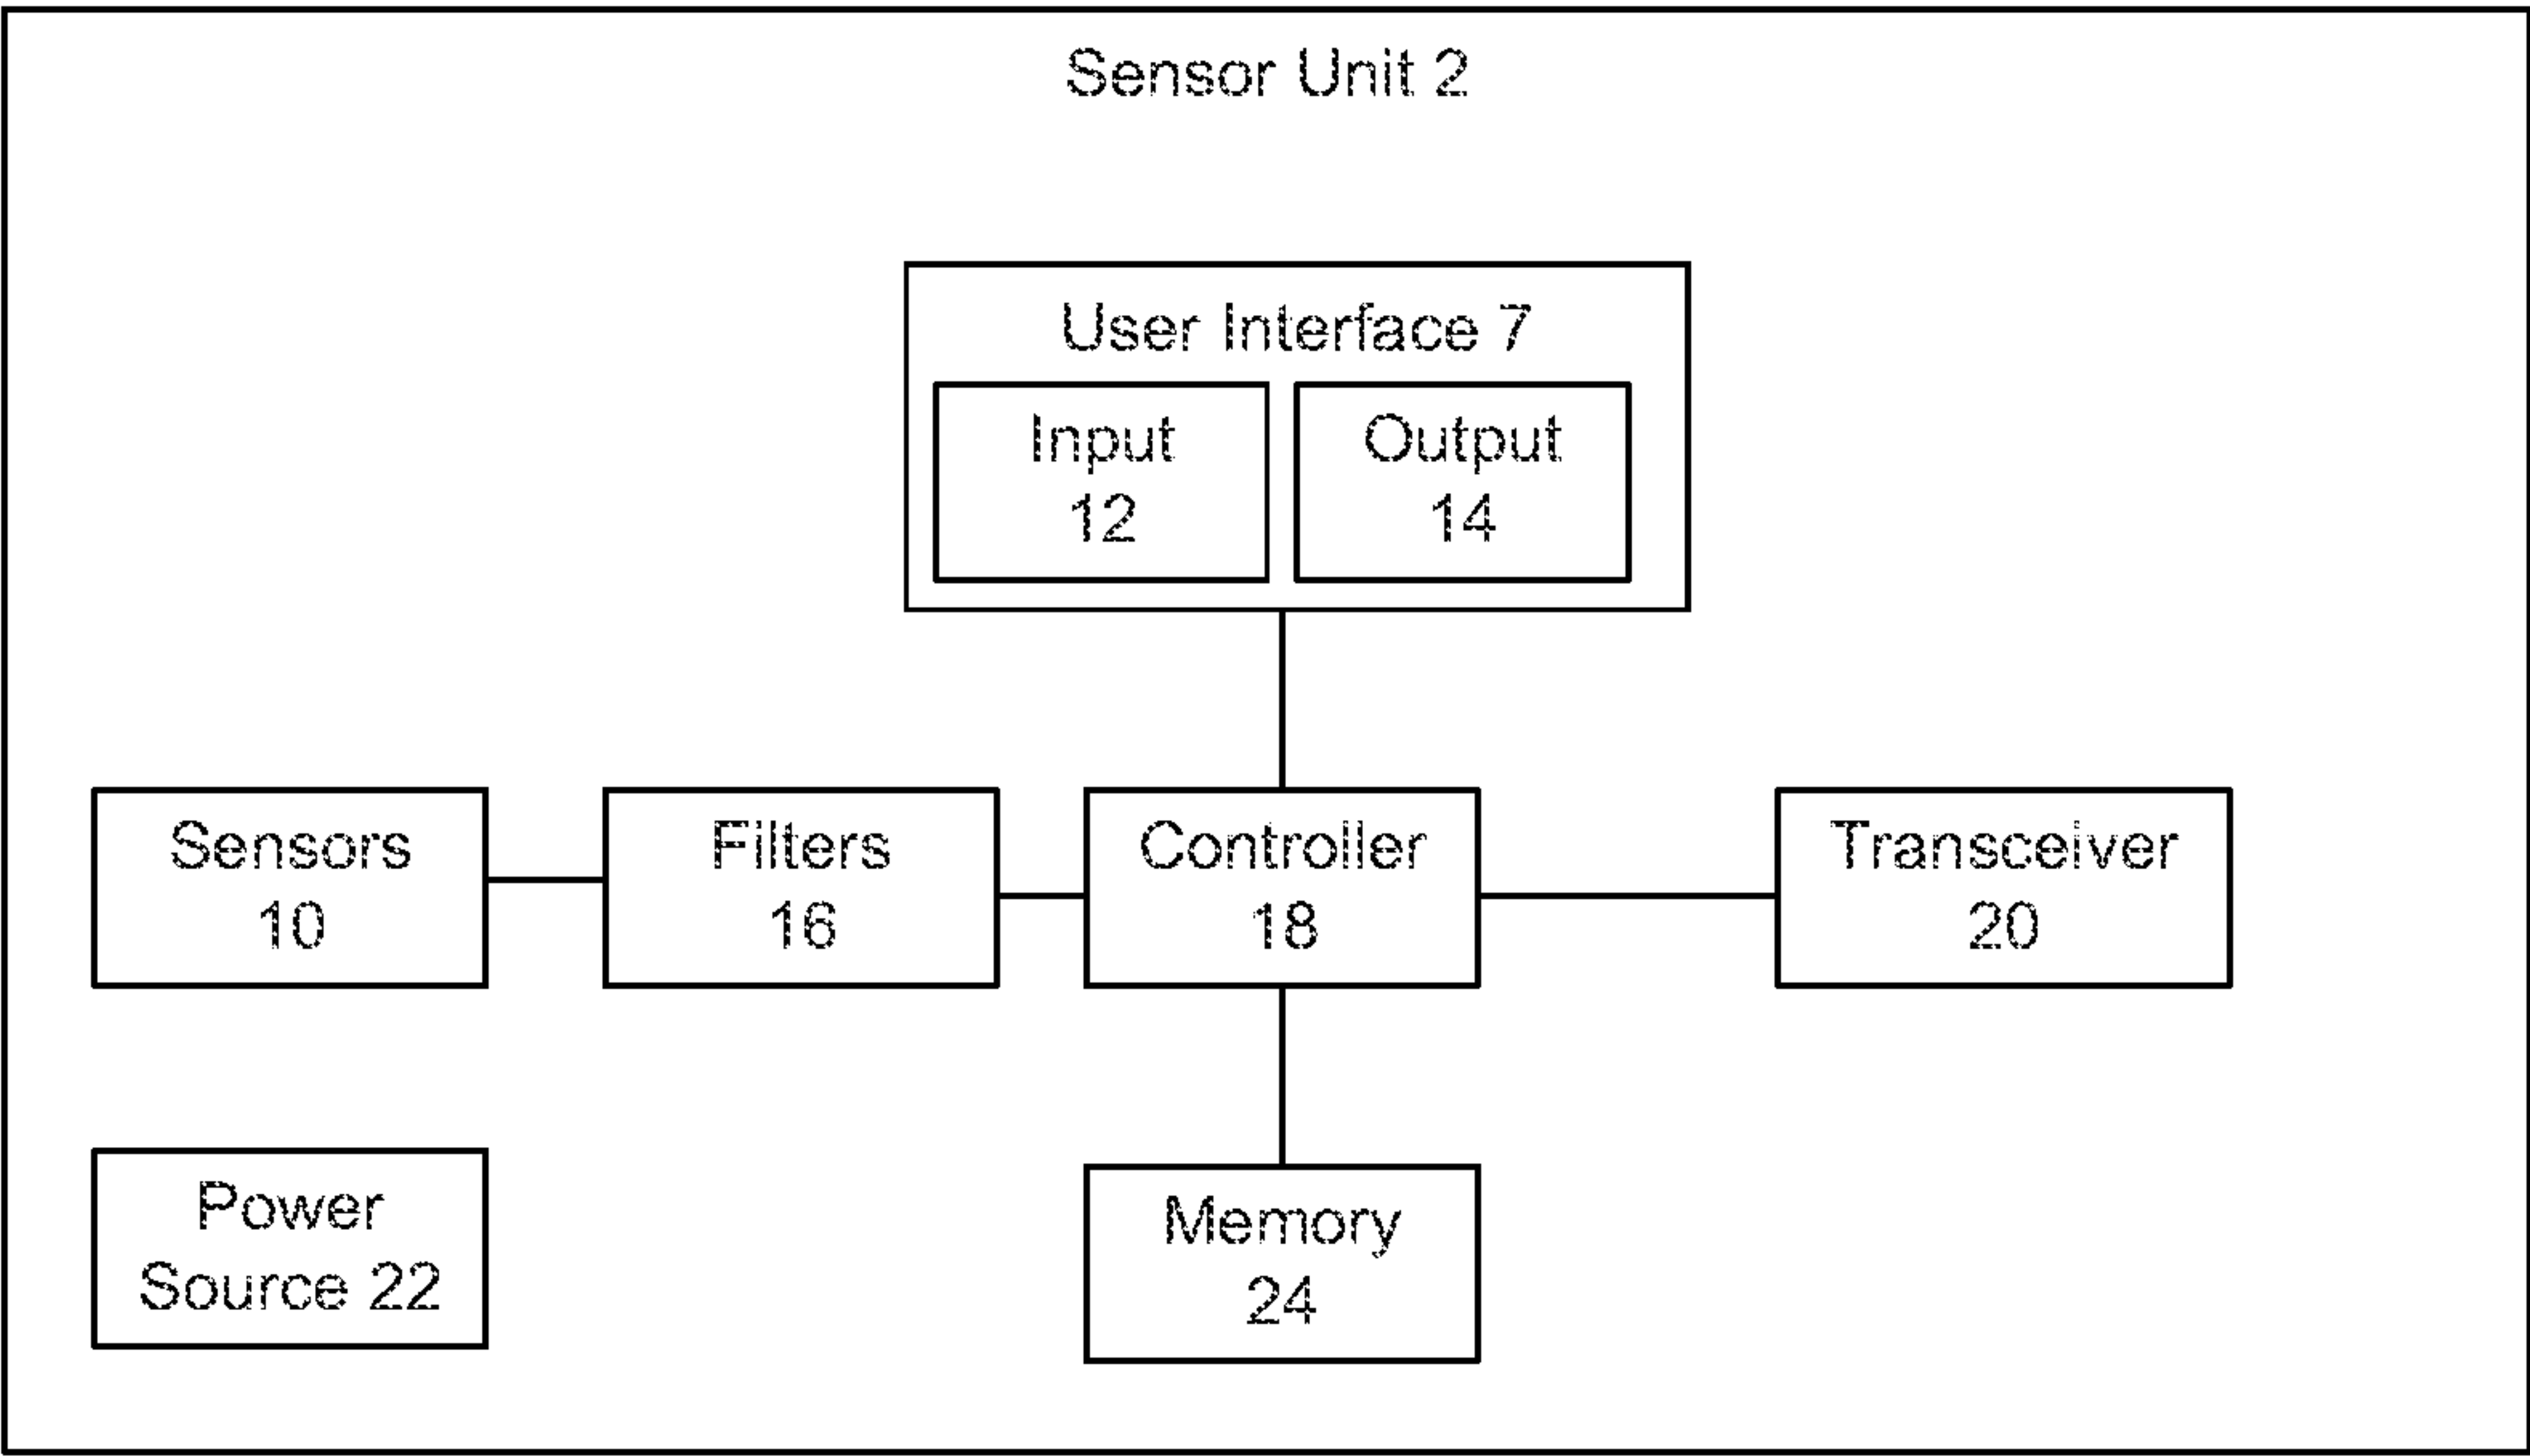 Sensor Unit 2
User Interface 7
Input
12
Output
14
Sensors
10
Filters
16
Controller
18
Transceiver
20
Power
Source 22
Memory
24